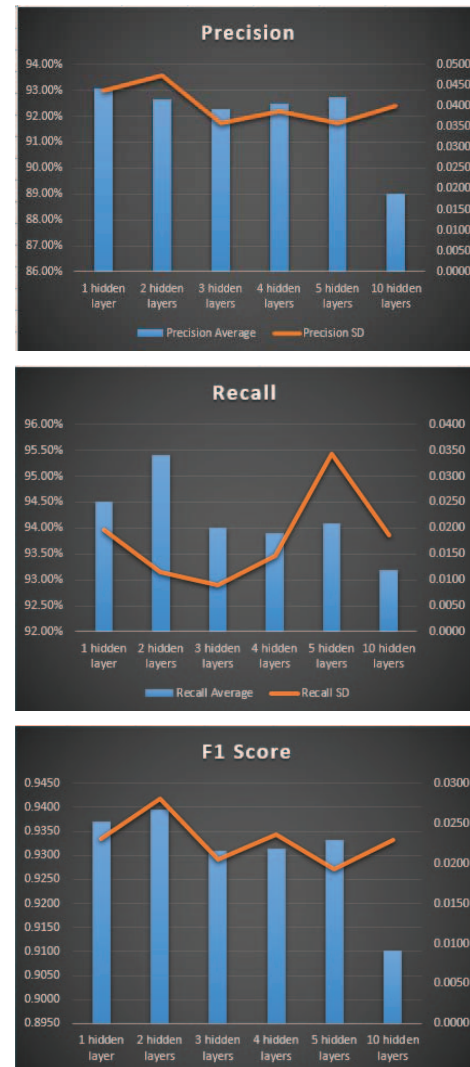 Precision
94.00%
93.00%
92.00%
91.00%
90.00%
89.00%
88.00%
87.00%
86.00%
0.0500
0.0450
0.0400
0.0350
0.0300
0.0250
0.0200
0.0150
0.0100
0.0050
0.0000
1 hidden layer
2 hidden layers
3 hidden layers
4 hidden layers
5 hidden layers
10 hidden layers
Precision Average
Precision SD
Recall
96.00%
95.50%
95.00%
94.50%
94.00%
93.50%
93.00%
92.50%
92.00%
0.0400
0.0350
0.0300
0.0250
0.0200
0.0150
0.0100
0.0050
0.0000
1 hidden layer
2 hidden layers
3 hidden layers
4 hidden layers
5 hidden layers
10 hidden layers
Recall Average
Recall SD
F1 Score
0.9450
0.9400
0.9350
0.9300
0.9250
0.9200
0.9150
0.9100
0.9050
0.9000
0.8950
0.0300
0.0250
0.0200
0.0150
0.0100
0.0050
0.0000
1 hidden layer
2 hidden layers
3 hidden layers
4 hidden layers
5 hidden layers
10 hidden layers